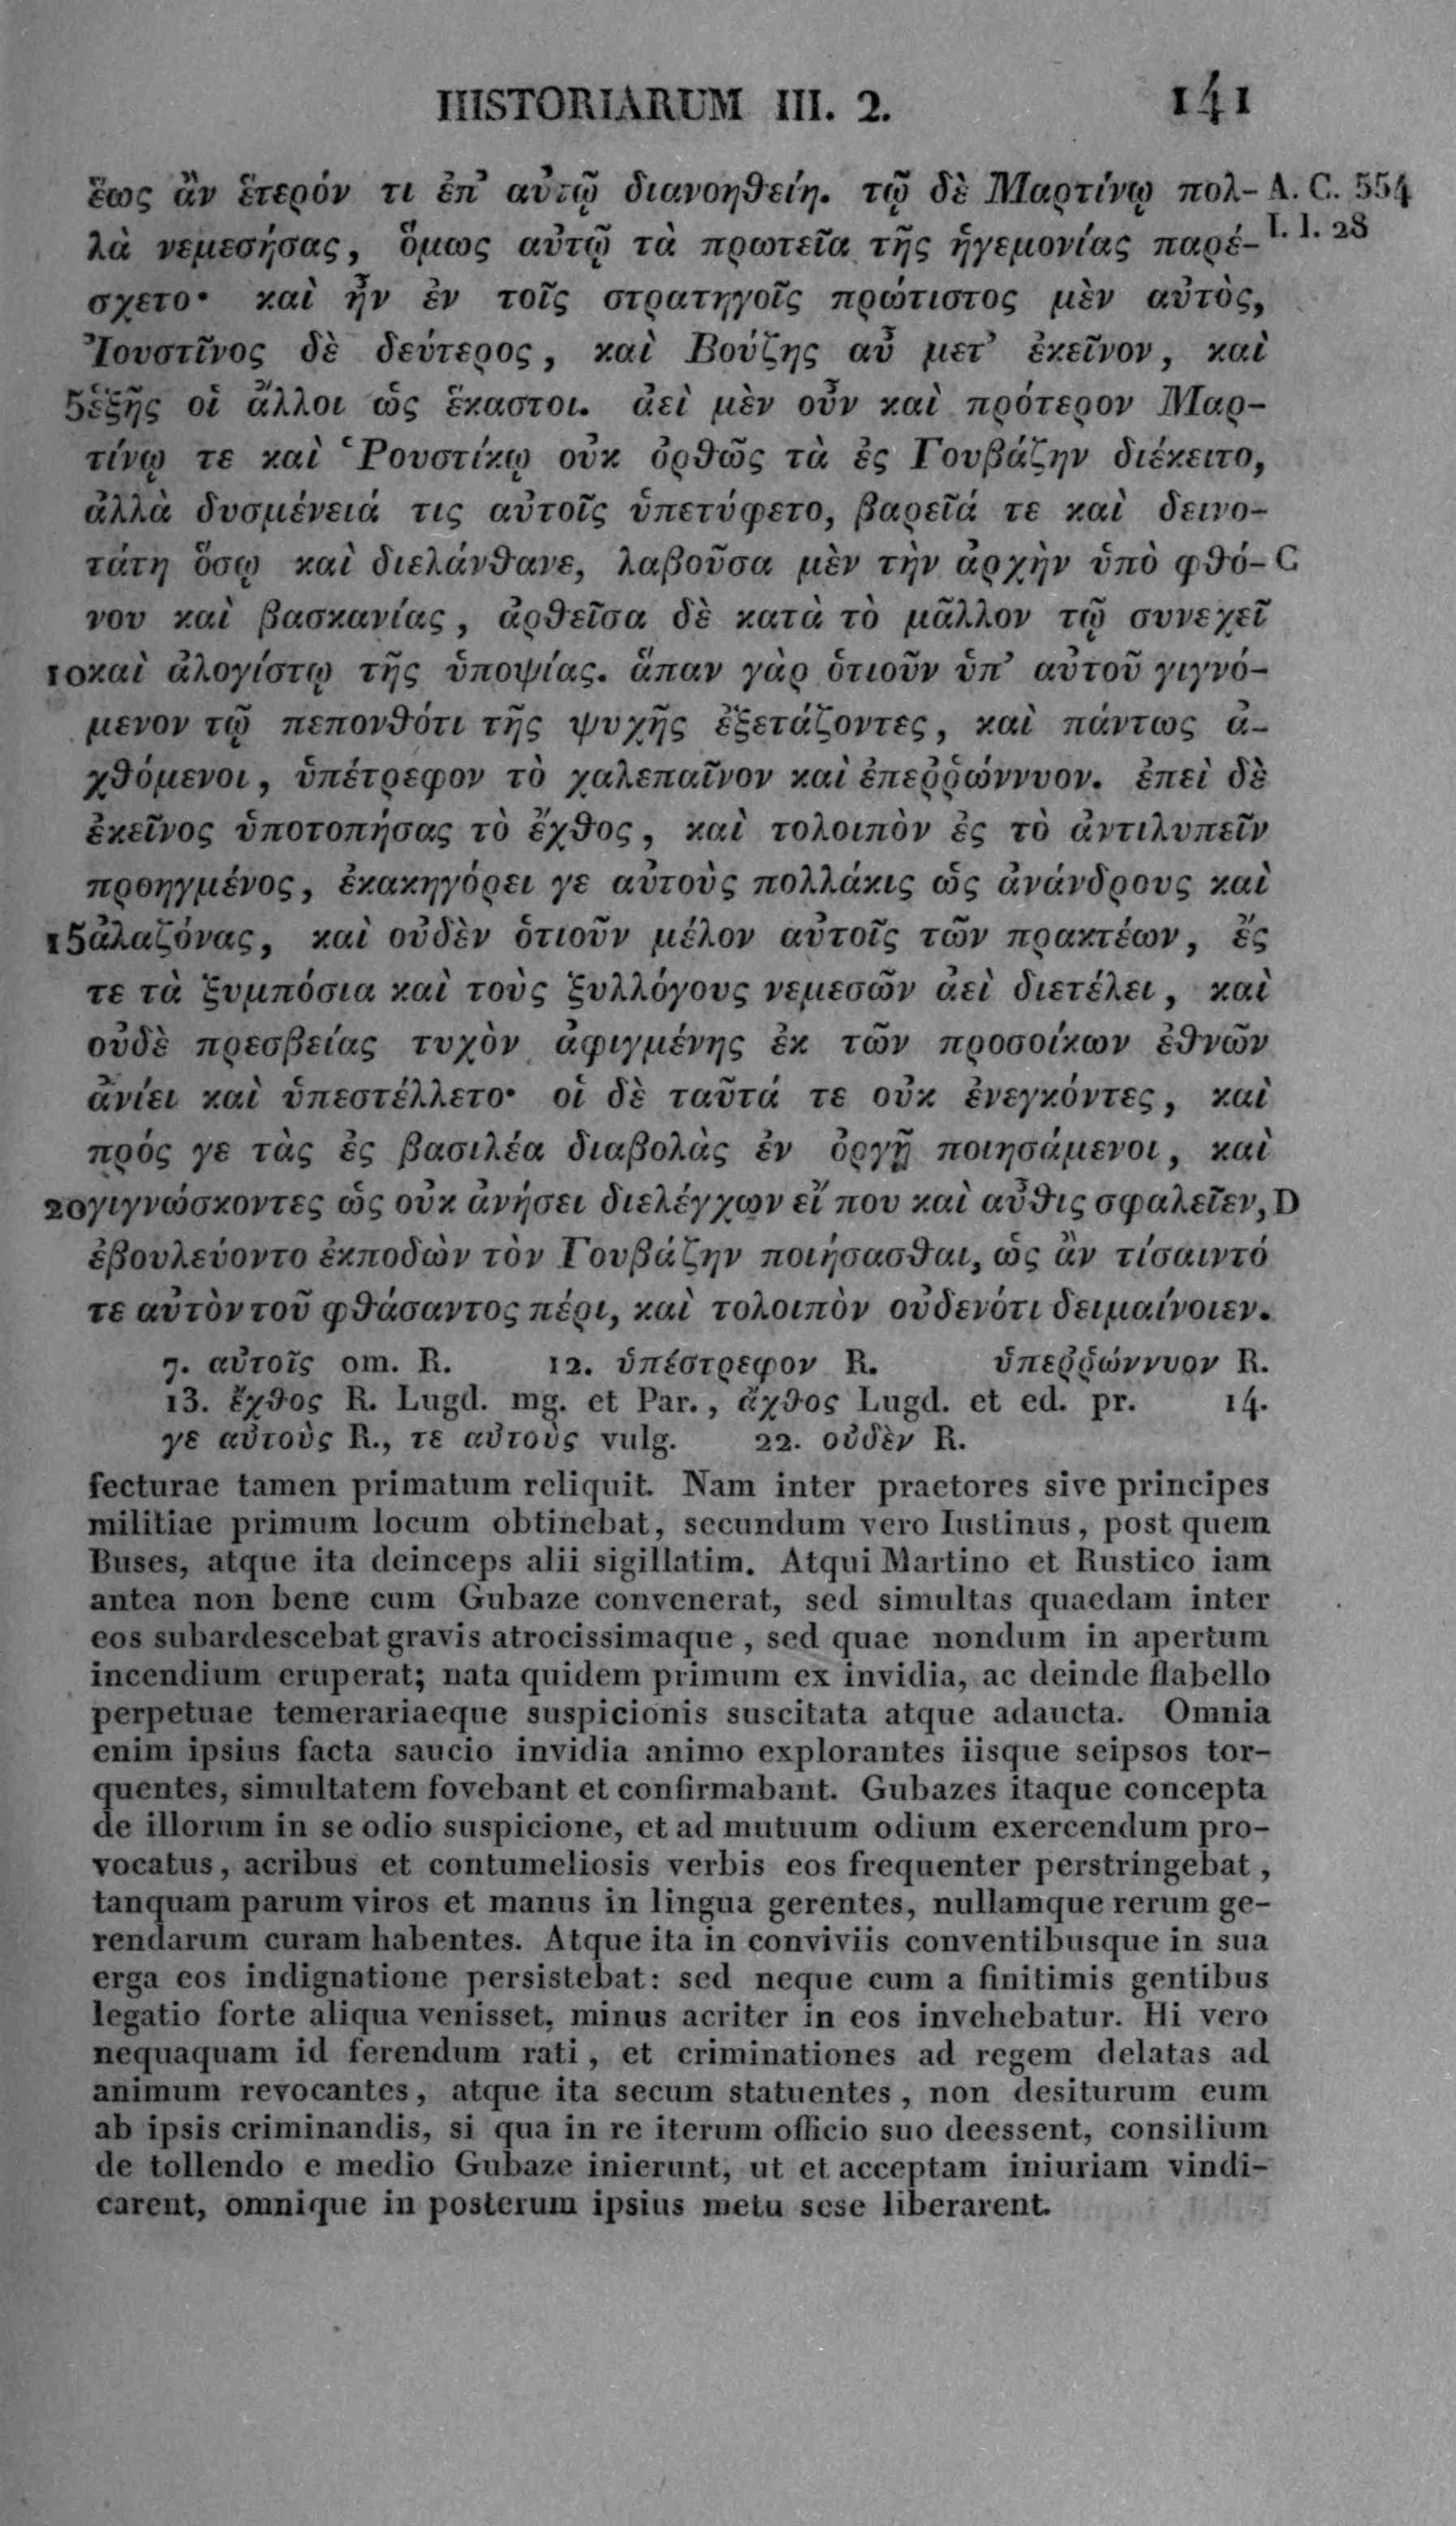 HISTORIARUM III. 2. 141
ἕως ἂν ἕτερόν τι ἐπ’ αὐτῷ διανοηθείη. τῷ δὲ Μαρτίνῳ πολ- A. C. 554
λὰ νεμεσήσας, ὅμως αὐτῷ τὰ πρωτεῖα τῆς ἡγεμονίας παρέ- I. I. 28
σχετο· καὶ ἦν ἐν τοῖς στρατηγοῖς πρώτιστος μὲν αὐτὸς,
Ἰουστῖνος δὲ δεύτερος, καὶ Βούζης αὖ μετ’ ἐκεῖνον, καὶ
5 ἑξῆς οἱ ἄλλοι ὡς ἕκαστοι. ἀεὶ μὲν οὖν καὶ πρότερον Μαρ-
τίνῳ τε καὶ Ῥουστίκῳ οὐκ ὀρθῶς τὰ ἐς Γουβάζην διέκειτο,
ἀλλὰ δυσμένειά τις αὐτοῖς ὑπετύφετο, βαρεῖά τε καὶ δεινο-
τάτη ὅσῳ καὶ διελάνθανε, λαβοῦσα μὲν τὴν ἀρχὴν ὑπὸ φθό- C
νου καὶ βασκανίας, ἀρθεῖσα δὲ κατὰ τὸ μᾶλλον τῷ συνεχεῖ
10 καὶ ἀλογίστῳ τῆς ὑποψίας. ἅπαν γὰρ ὁτιοῦν ὑπ’ αὐτοῦ γιγνό-
μενον τῷ πεπονθότι τῆς ψυχῆς ἐξετάζοντες, καὶ πάντως ἀ-
χθόμενοι, ὑπέτρεφον τὸ χαλεπαῖνον καὶ ἐπεῤῥώννυον. ἐπεὶ δὲ
ἐκεῖνος ὑποτοπήσας τὸ ἔχθος, καὶ τολοιπὸν ἐς τὸ ἀντιλυπεῖν
προηγμένος, ἐκακηγόρει γε αὐτοὺς πολλάκις ὡς ἀνάνδρους καὶ
15 ἀλαζόνας, καὶ οὐδὲν ὁτιοῦν μέλον αὐτοῖς τῶν πρακτέων, ἔς
τε τὰ ξυμπόσια καὶ τοὺς ξυλλόγους νεμεσῶν ἀεὶ διετέλει, καὶ
οὐδὲ πρεσβείας τυχὸν ἀφιγμένης ἐκ τῶν προσοίκων ἐθνῶν
ἀνίει καὶ ὑπεστέλλετο· οἱ δὲ ταῦτά τε οὐκ ἐνεγκόντες, καὶ
πρός γε τὰς ἐς βασιλέα διαβολὰς ἐν ὀργῇ ποιησάμενοι, καὶ
20 γιγνώσκοντες ὡς οὐκ ἀνήσει διελέγχων εἴ που καὶ αὖθις σφαλεῖεν, D
ἐβουλεύοντο ἐκποδὼν τὸν Γουβάζην ποιήσασθαι, ὡς ἂν τίσαιντό
τε αὐτὸν τοῦ φθάσαντος πέρι, καὶ τολοιπὸν οὐδενότι δειμαίνοιεν.
7. αὐτοῖς om. R. 12. ὑπέστρεφον R. ὑπεῤῥώννυον R.
13. ἔχθος R. Lugd. mg. et Par., ἄχθος Lugd. et ed. pr. 14.
γε αὐτοὺς R., τε αὐτοὺς vulg. 22. οὐδὲν R.
fecturae tamen primatum reliquit. Nam inter praetores sive principes
militiae primum locum obtinebat, secundum vero Iustinus, post quem
Buses, atque ita deinceps alii sigillatim. Atqui Martino et Rustico iam
antea non bene cum Gubaze convenerat, sed simultas quaedam inter
eos subardescebat gravis atrocissimaque, sed quae nondum in apertum
incendium eruperat; nata quidem primum ex invidia, ac deinde flabello
perpetuae temerariaeque suspicionis suscitata atque adaucta. Omnia
enim ipsius facta saucio invidia animo explorantes iisque seipsos tor-
quentes, simultatem fovebant et confirmabant. Gubazes itaque concepta
de illorum in se odio suspicione, et ad mutuum odium exercendum pro-
vocatus, acribus et contumeliosis verbis eos frequenter perstringebat,
tanquam parum viros et manus in lingua gerentes, nullamque rerum ge-
rendarum curam habentes. Atque ita in conviviis conventibusque in sua
erga eos indignatione persistebat: sed neque cum a finitimis gentibus
legatio forte aliqua venisset, minus acriter in eos invehebatur. Hi vero
nequaquam id ferendum rati, et criminationes ad regem delatas ad
animum revocantes, atque ita secum statuentes, non desiturum eum
ab ipsis criminandis, si qua in re iterum officio suo deessent, consilium
de tollendo e medio Gubaze inierunt, ut et acceptam iniuriam vindi-
carent, omnique in posterum ipsius metu sese liberarent.